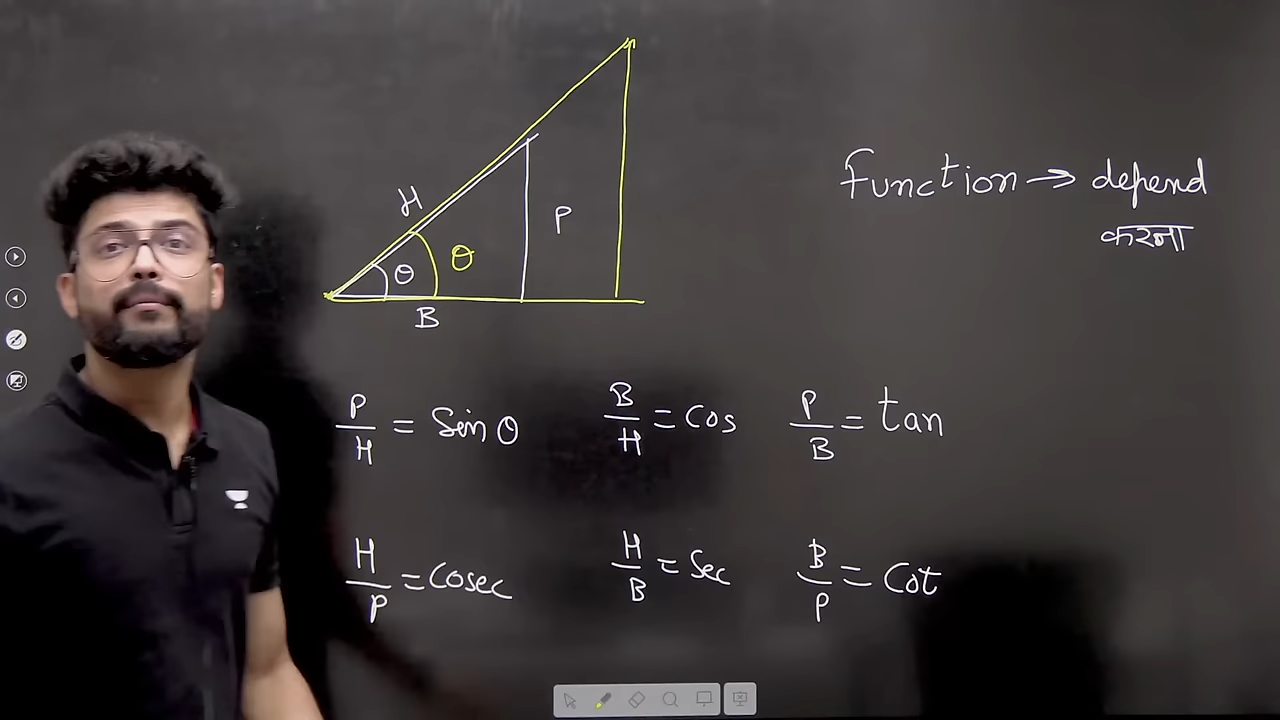 H
θ
θ
P
B
Function → depend
करना
P/H = Sin θ
B/H = Cos
P/B = tan
H/P = Cosec
H/B = Sec
B/P = Cot